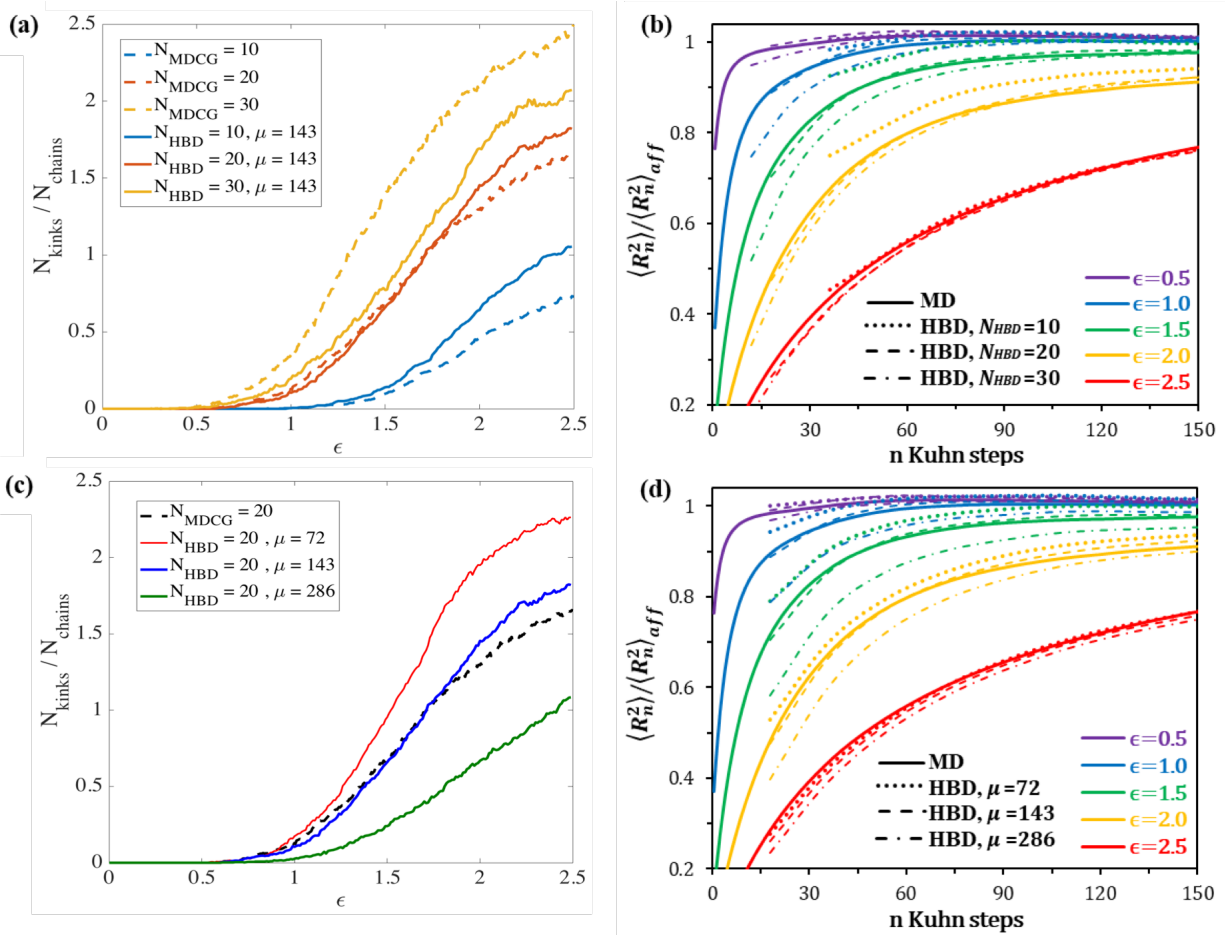 (a)
2.5
2
1.5
1
0.5
0
N_kinks / N_chains
N_MDCG = 10
N_MDCG = 20
N_MDCG = 30
N_HBD = 10, μ = 143
N_HBD = 20, μ = 143
N_HBD = 30, μ = 143
0 0.5 1 1.5 2 2.5
ϵ
(b)
1
0.8
0.6
0.4
0.2
⟨R_n^2⟩/⟨R_n^2⟩_aff
MD
HBD, N_HBD=10
HBD, N_HBD=20
HBD, N_HBD=30
ϵ=0.5
ϵ=1.0
ϵ=1.5
ϵ=2.0
ϵ=2.5
0 30 60 90 120 150
n Kuhn steps
(c)
2.5
2
1.5
1
0.5
0
N_kinks / N_chains
N_MDCG = 20
N_HBD = 20 , μ = 72
N_HBD = 20 , μ = 143
N_HBD = 20 , μ = 286
0 0.5 1 1.5 2 2.5
ϵ
(d)
1
0.8
0.6
0.4
0.2
⟨R_n^2⟩/⟨R_n^2⟩_aff
MD
HBD, μ=72
HBD, μ=143
HBD, μ=286
ϵ=0.5
ϵ=1.0
ϵ=1.5
ϵ=2.0
ϵ=2.5
0 30 60 90 120 150
n Kuhn steps